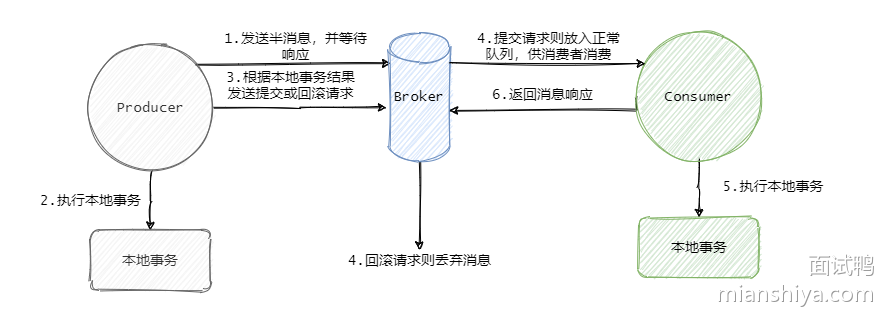 1.发送半消息，并等待
响应
4.提交请求则放入正常
队列，供消费者消费
Producer
3.根据本地事务结果
发送提交或回滚请求
Broker
6.返回消息响应
Consumer
2.执行本地事务
5.执行本地事务
本地事务
4.回滚请求则丢弃消息
本地事务
面试鸭
mianshiya.com